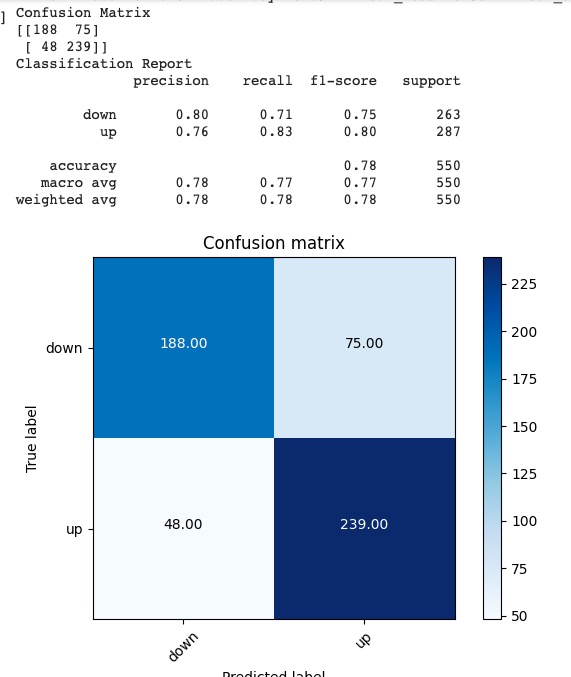 ] Confusion Matrix
[[188  75]
 [ 48 239]]
Classification Report
precision    recall  f1-score   support
down       0.80      0.71      0.75       263
up       0.76      0.83      0.80       287
accuracy                           0.78       550
macro avg       0.78      0.77      0.77       550
weighted avg       0.78      0.78      0.78       550
Confusion matrix
225
200
175
150
125
100
75
50
True label
down
188.00
75.00
up
48.00
239.00
down
up
Predicted label